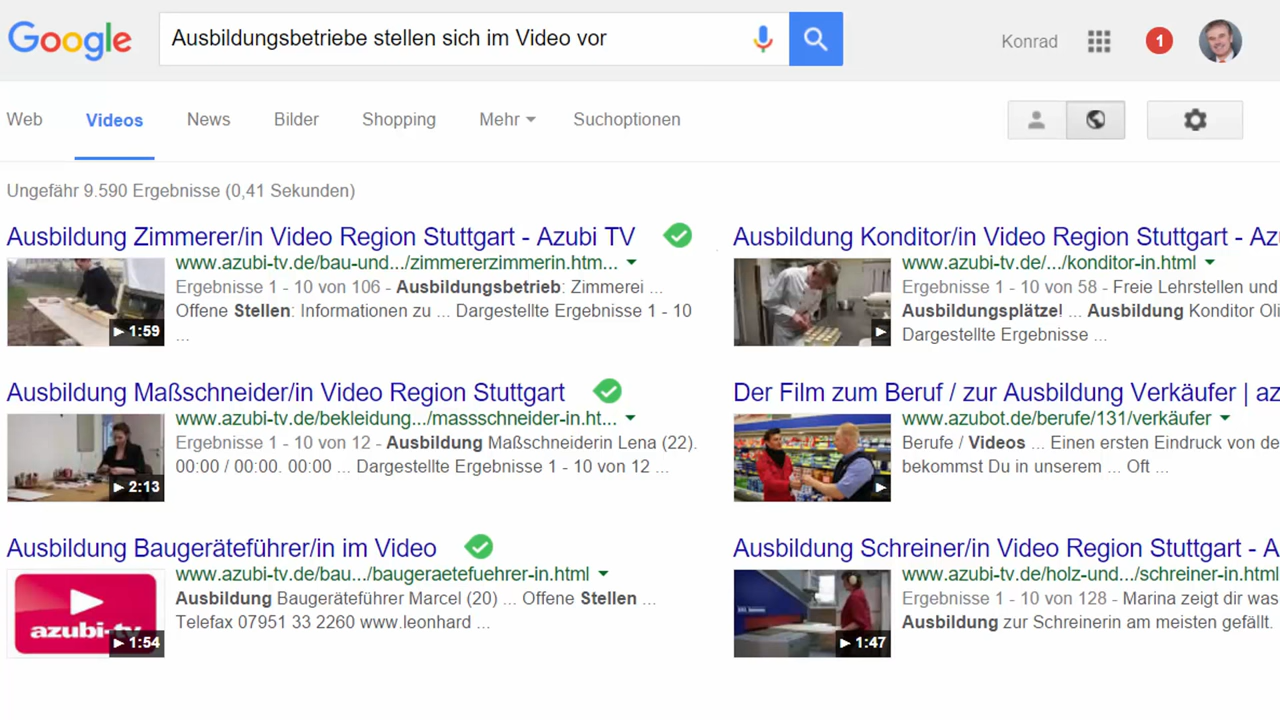 Google
Ausbildungsbetriebe stellen sich im Video vor
Konrad
1
Web Videos News Bilder Shopping Mehr Suchoptionen
Ungefähr 9.590 Ergebnisse (0,41 Sekunden)
Ausbildung Zimmerer/in Video Region Stuttgart - Azubi TV
www.azubi-tv.de/bau-und.../zimmererzimmerin.htm...
Ergebnisse 1 - 10 von 106 - Ausbildungsbetrieb: Zimmerei ...
Offene Stellen: Informationen zu ... Dargestellte Ergebnisse 1 - 10
...
1:59
Ausbildung Maßschneider/in Video Region Stuttgart
www.azubi-tv.de/bekleidung.../massschneider-in.ht...
Ergebnisse 1 - 10 von 12 - Ausbildung Maßschneiderin Lena (22).
00:00 / 00:00. 00:00 ... Dargestellte Ergebnisse 1 - 10 von 12 ...
2:13
Ausbildung Baugeräteführer/in im Video
www.azubi-tv.de/bau.../baugeraetefuehrer-in.html
Ausbildung Baugeräteführer Marcel (20) ... Offene Stellen ...
Telefax 07951 33 2260 www.leonhard ...
azubi-tv
1:54
Ausbildung Konditor/in Video Region Stuttgart - Azu
www.azubi-tv.de/.../konditor-in.html
Ergebnisse 1 - 10 von 58 - Freie Lehrstellen und
Ausbildungsplätze! ... Ausbildung Konditor Oli
Dargestellte Ergebnisse ...
Der Film zum Beruf / zur Ausbildung Verkäufer | az
www.azubot.de/berufe/131/verkäufer
Berufe / Videos ... Einen ersten Eindruck von de
bekommst Du in unserem ... Oft ...
Ausbildung Schreiner/in Video Region Stuttgart - A
www.azubi-tv.de/holz-und.../schreiner-in.html
Ergebnisse 1 - 10 von 128 - Marina zeigt dir was
Ausbildung zur Schreinerin am meisten gefällt.
1:47